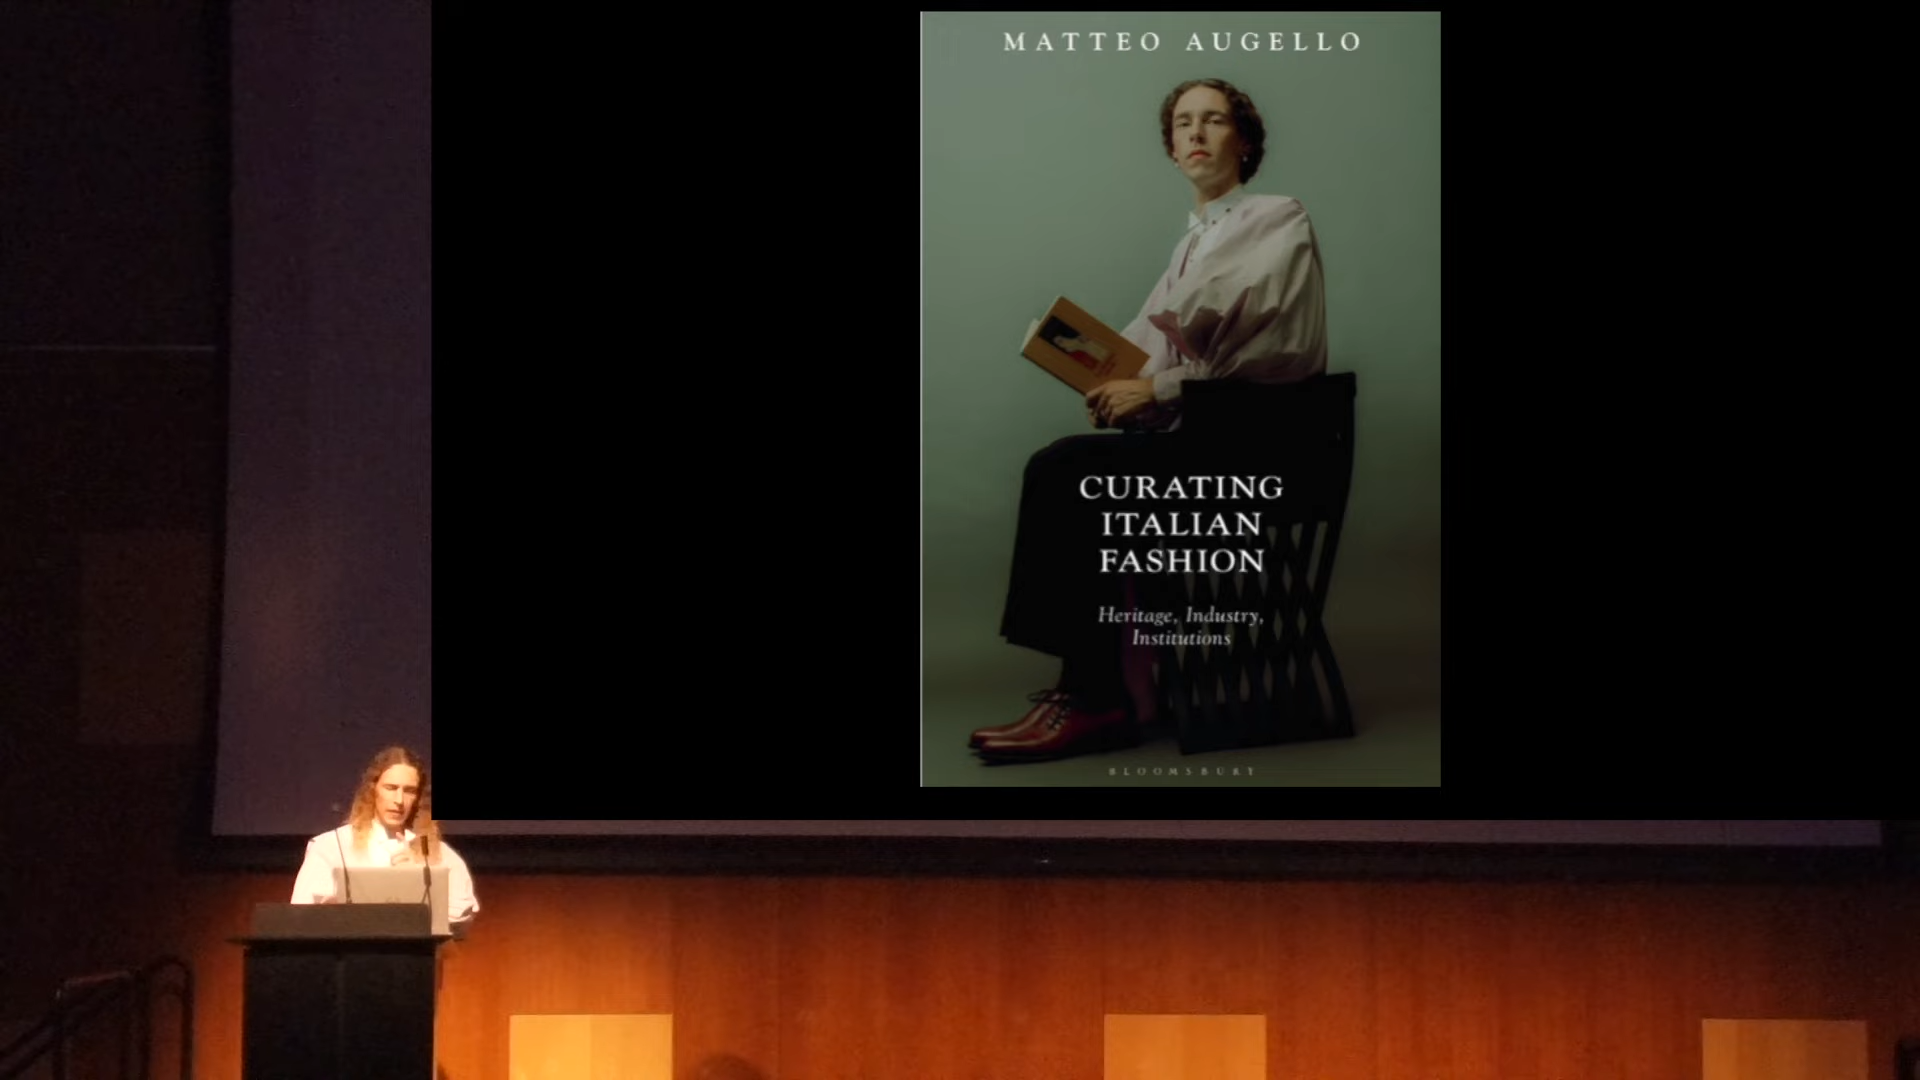 MATTEO AUGELLO
CURATING
ITALIAN
FASHION
Heritage, Industry,
Institutions
BLOOMSBURY